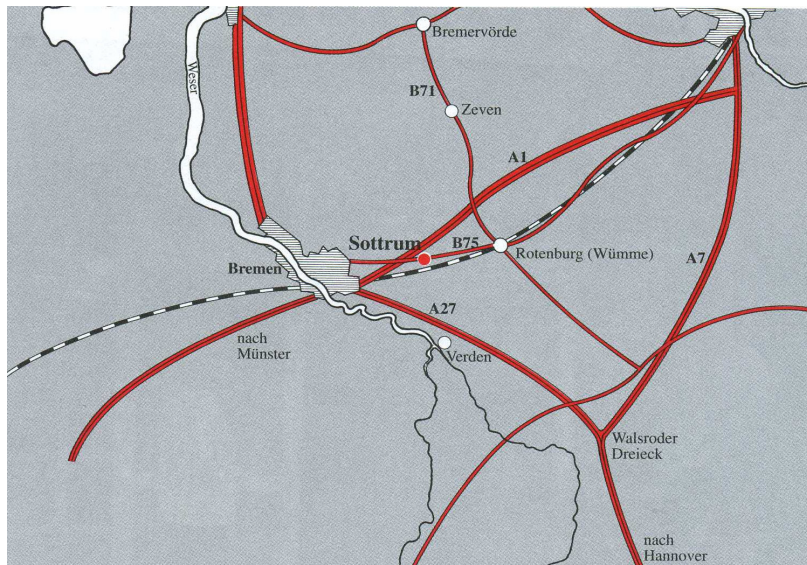 Bremervörde
Weser
B71
Zeven
A1
Sottrum
B75
Rotenburg (Wümme)
A7
Bremen
A27
nach
Münster
Verden
Walsroder
Dreieck
nach
Hannover